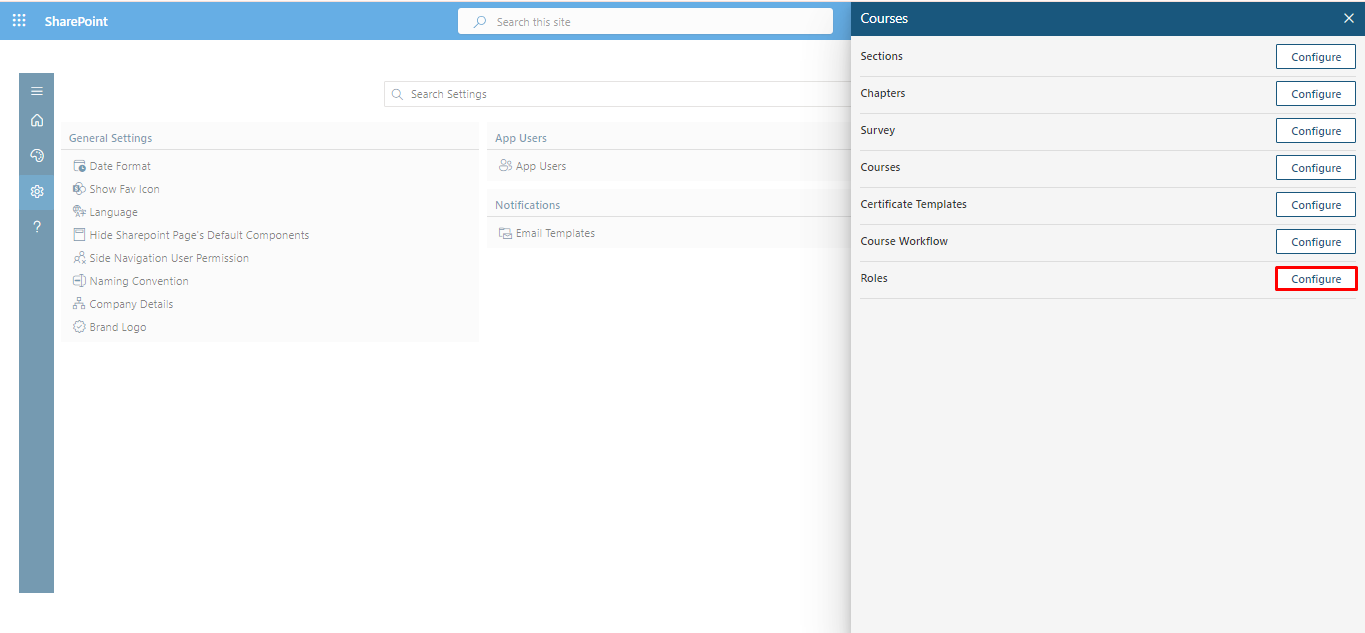 SharePoint
Search this site
Search Settings
General Settings
Date Format
Show Fav Icon
Language
Hide Sharepoint Page's Default Components
Side Navigation User Permission
Naming Convention
Company Details
Brand Logo
App Users
App Users
Notifications
Email Templates
Courses
Sections Configure
Chapters Configure
Survey Configure
Courses Configure
Certificate Templates Configure
Course Workflow Configure
Roles Configure